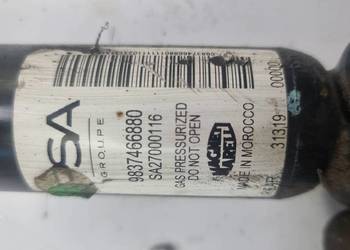 SA
GROUPE
9837466880
SA27000116
GAS PRESSURIZED
DO NOT OPEN
MAGNETI
MARELLI
MADE IN MOROCCO
31319